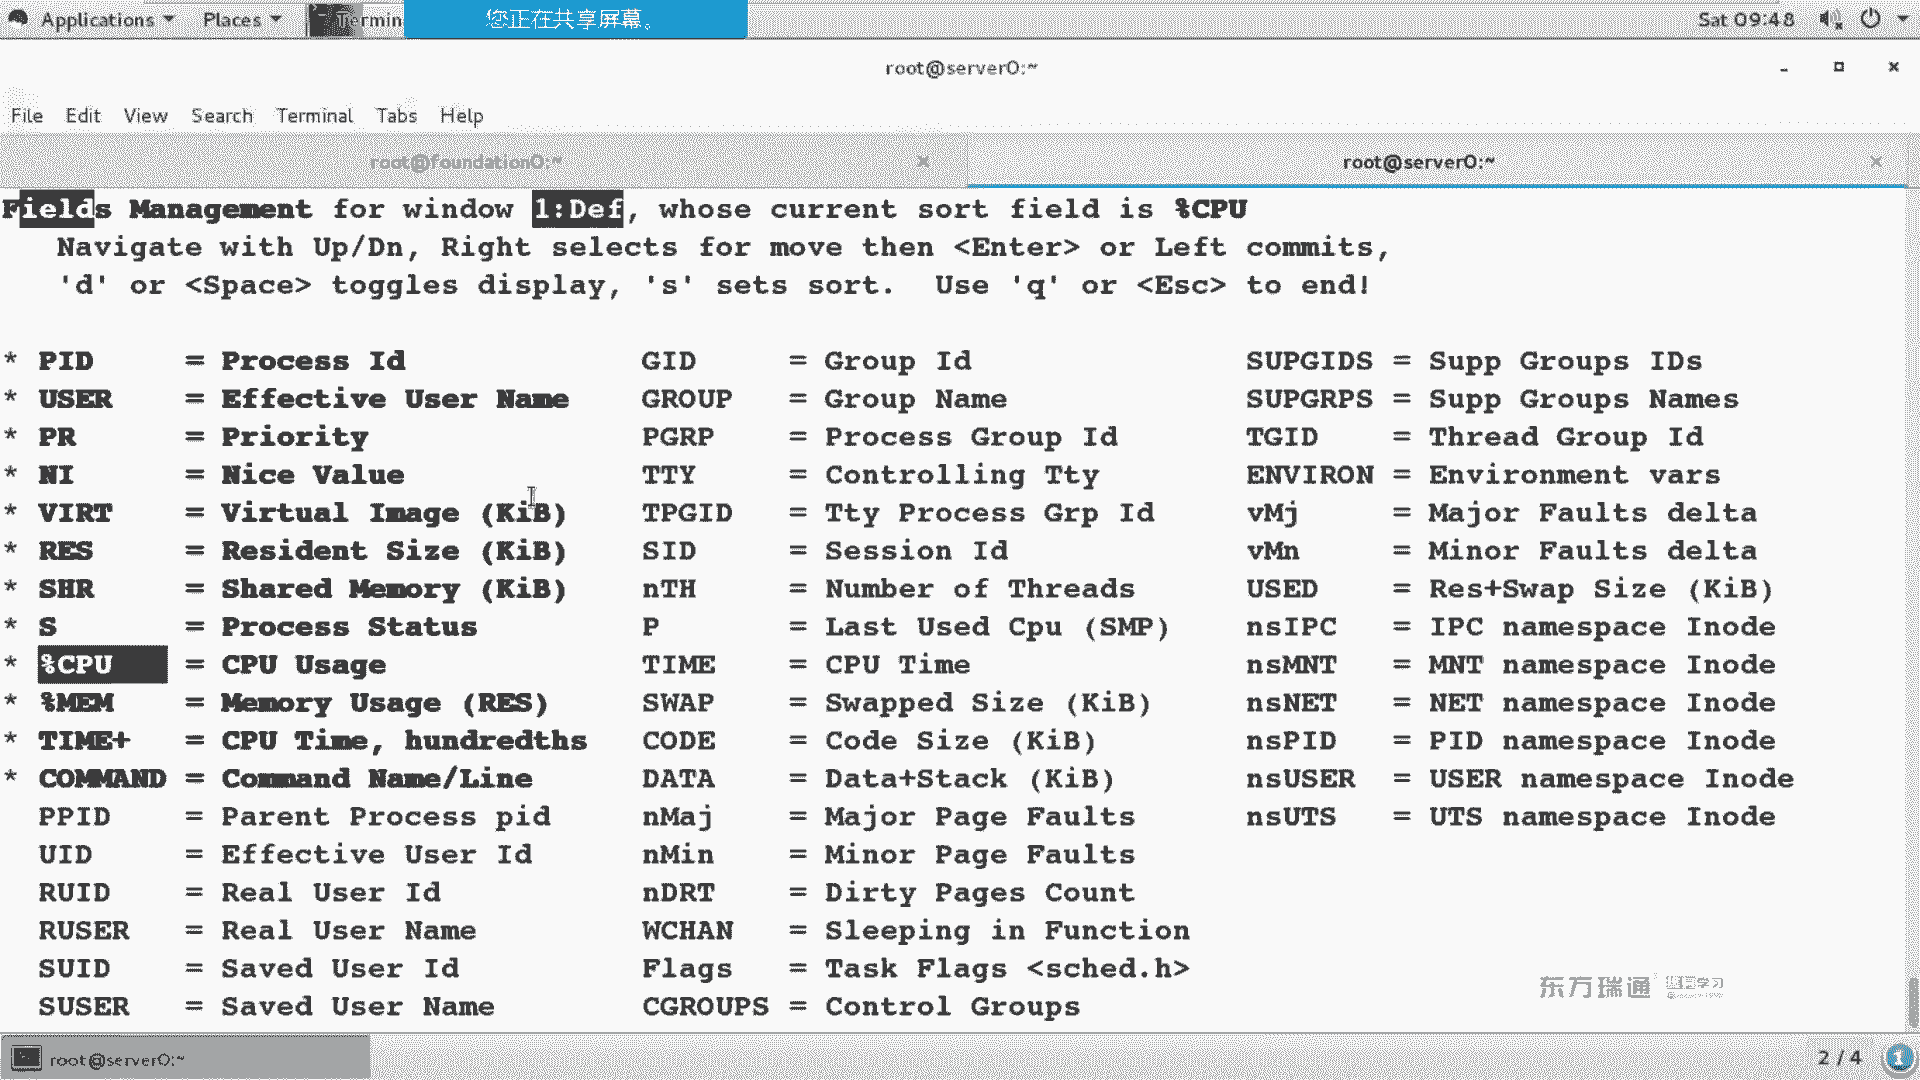 Applications Places Termin 您正在共享屏幕。 Sat 09:48
root@server0:~
File Edit View Search Terminal Tabs Help
root@foundation0:~ root@server0:~
Fields Management for window 1:Def, whose current sort field is %CPU
Navigate with Up/Dn, Right selects for move then <Enter> or Left commits,
'd' or <Space> toggles display, 's' sets sort. Use 'q' or <Esc> to end!
* PID = Process Id GID = Group Id SUPGIDS = Supp Groups IDs
* USER = Effective User Name GROUP = Group Name SUPGRPS = Supp Groups Names
* PR = Priority PGRP = Process Group Id TGID = Thread Group Id
* NI = Nice Value TTY = Controlling Tty ENVIRON = Environment vars
* VIRT = Virtual Image (KiB) TPGID = Tty Process Grp Id vMj = Major Faults delta
* RES = Resident Size (KiB) SID = Session Id vMn = Minor Faults delta
* SHR = Shared Memory (KiB) nTH = Number of Threads USED = Res+Swap Size (KiB)
* S = Process Status P = Last Used Cpu (SMP) nsIPC = IPC namespace Inode
* %CPU = CPU Usage TIME = CPU Time nsMNT = MNT namespace Inode
* %MEM = Memory Usage (RES) SWAP = Swapped Size (KiB) nsNET = NET namespace Inode
* TIME+ = CPU Time, hundredths CODE = Code Size (KiB) nsPID = PID namespace Inode
* COMMAND = Command Name/Line DATA = Data+Stack (KiB) nsUSER = USER namespace Inode
PPID = Parent Process pid nMaj = Major Page Faults nsUTS = UTS namespace Inode
UID = Effective User Id nMin = Minor Page Faults
RUID = Real User Id nDRT = Dirty Pages Count
RUSER = Real User Name WCHAN = Sleeping in Function
SUID = Saved User Id Flags = Task Flags <sched.h>
SUSER = Saved User Name CGROUPS = Control Groups
东方瑞通
root@server0:~ 2 / 4 1